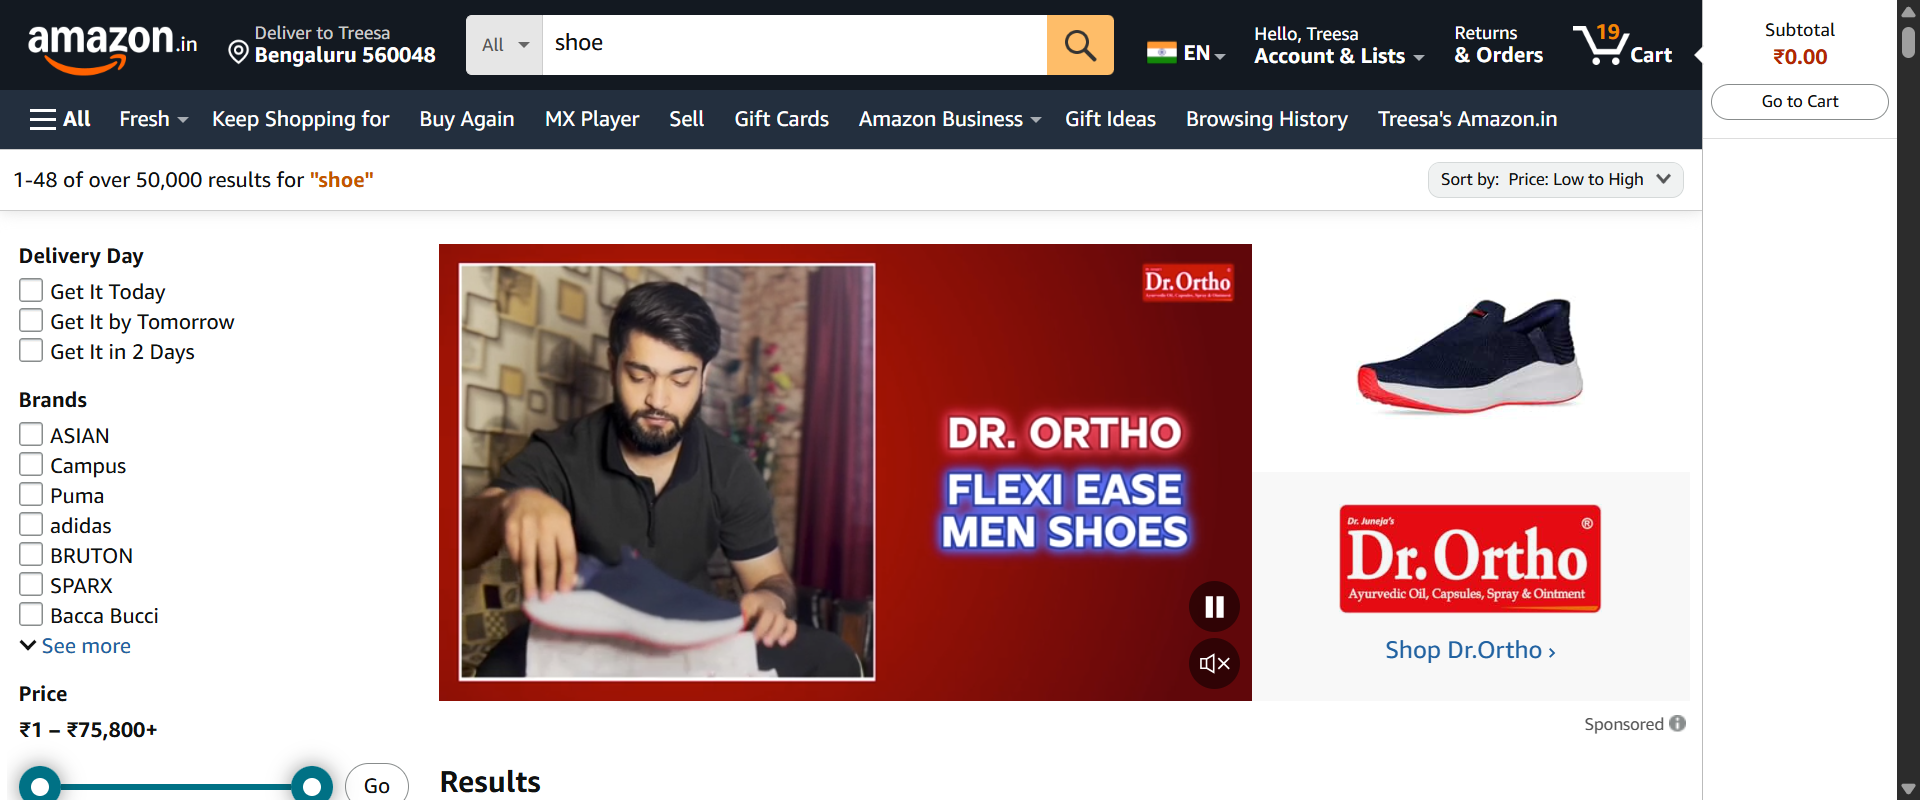 amazon.in
Deliver to Treesa
Bengaluru 560048
All
shoe
EN
Hello, Treesa
Account & Lists
Returns
& Orders
19
Cart
Subtotal
₹0.00
Go to Cart
All
Fresh
Keep Shopping for
Buy Again
MX Player
Sell
Gift Cards
Amazon Business
Gift Ideas
Browsing History
Treesa's Amazon.in
1-48 of over 50,000 results for "shoe"
Sort by: Price: Low to High
Delivery Day
Get It Today
Get It by Tomorrow
Get It in 2 Days
Brands
ASIAN
Campus
Puma
adidas
BRUTON
SPARX
Bacca Bucci
See more
Price
₹1 – ₹75,800+
Go
Dr.Ortho
Ayurvedic Oil, Capsules, Spray & Ointment
DR. ORTHO
FLEXI EASE
MEN SHOES
Dr. Juneja's
®
Dr.Ortho
Ayurvedic Oil, Capsules, Spray & Ointment
Shop Dr.Ortho ›
Sponsored
Results